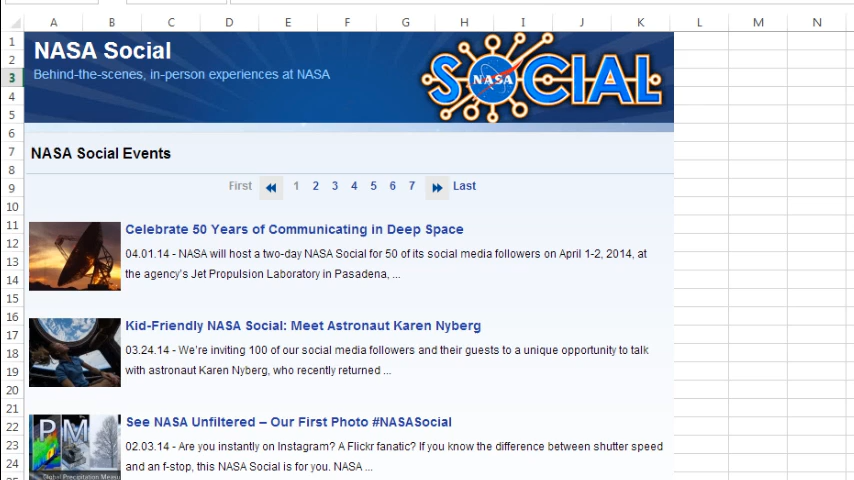 A B C D E F G H I J K L M N
1
2
3
4
5
6
7
8
9
10
11
12
13
14
15
16
17
18
19
20
21
22
23
24
NASA Social
Behind-the-scenes, in-person experiences at NASA
NASA SOCIAL
NASA Social Events
First 1 2 3 4 5 6 7 Last
Celebrate 50 Years of Communicating in Deep Space
04.01.14 - NASA will host a two-day NASA Social for 50 of its social media followers on April 1-2, 2014, at
the agency's Jet Propulsion Laboratory in Pasadena, ...
Kid-Friendly NASA Social: Meet Astronaut Karen Nyberg
03.24.14 - We're inviting 100 of our social media followers and their guests to a unique opportunity to talk
with astronaut Karen Nyberg, who recently returned ...
PM
Global Precipitation Measu
See NASA Unfiltered – Our First Photo #NASASocial
02.03.14 - Are you instantly on Instagram? A Flickr fanatic? If you know the difference between shutter speed
and an f-stop, this NASA Social is for you. NASA ...